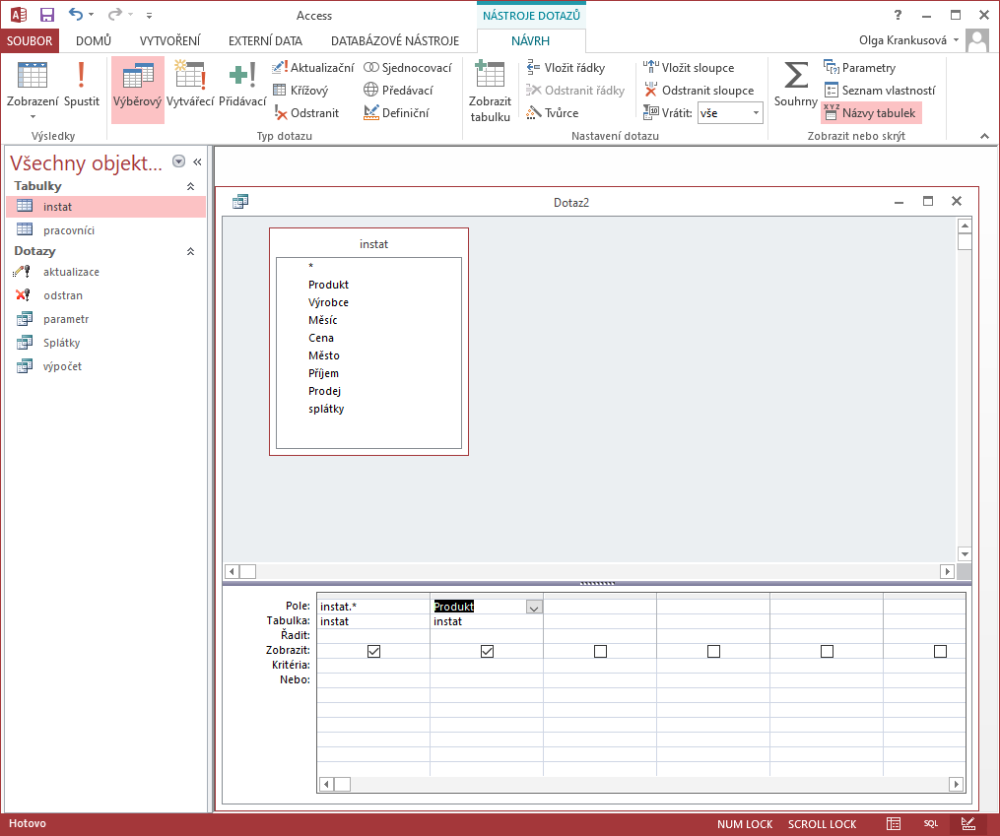 Access
NÁSTROJE DOTAZŮ
?
SOUBOR
DOMŮ
VYTVOŘENÍ
EXTERNÍ DATA
DATABÁZOVÉ NÁSTROJE
NÁVRH
Olga Krankusová
Zobrazení
Spustit
Výběrový
Vytvářecí
Přidávací
Aktualizační
Křížový
Odstranit
Sjednocovací
Předávací
Definiční
Zobrazit
tabulku
Vložit řádky
Odstranit řádky
Tvůrce
Vložit sloupce
Odstranit sloupce
Vrátit: vše
Souhrny
Parametry
Seznam vlastností
XYZ Názvy tabulek
Výsledky
Typ dotazu
Nastavení dotazu
Zobrazit nebo skrýt
Všechny objekt...
Tabulky
instat
pracovníci
Dotazy
aktualizace
odstran
parametr
Splátky
výpočet
Dotaz2
instat
*
Produkt
Výrobce
Měsíc
Cena
Město
Příjem
Prodej
splátky
Pole: instat.* Produkt
Tabulka: instat instat
Řadit:
Zobrazit:
Kritéria:
Nebo:
Hotovo
NUM LOCK
SCROLL LOCK
SQL